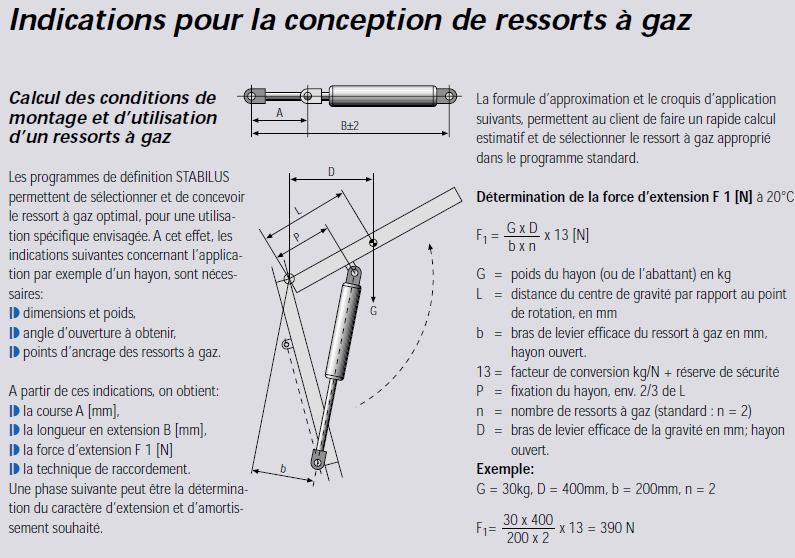 Indications pour la conception de ressorts à gaz
Calcul des conditions de
montage et d'utilisation
d'un ressorts à gaz
Les programmes de définition STABILUS
permettent de sélectionner et de concevoir
le ressort à gaz optimal, pour une utilisa-
tion spécifique envisagée. A cet effet, les
indications suivantes concernant l'applica-
tion par exemple d'un hayon, sont néces-
saires:
dimensions et poids,
angle d'ouverture à obtenir,
points d'ancrage des ressorts à gaz.
A partir de ces indications, on obtient:
la course A [mm],
la longueur en extension B [mm],
la force d'extension F 1 [N]
la technique de raccordement.
Une phase suivante peut être la détermina-
tion du caractère d'extension et d'amortis-
sement souhaité.
A
B±2
D
L
P
G
b
La formule d'approximation et le croquis d'application
suivants, permettent au client de faire un rapide calcul
estimatif et de sélectionner le ressort à gaz approprié
dans le programme standard.
Détermination de la force d'extension F 1 [N] à 20°C
F1 = G x D / b x n x 13 [N]
G = poids du hayon (ou de l'abattant) en kg
L = distance du centre de gravité par rapport au point
de rotation, en mm
b = bras de levier efficace du ressort à gaz en mm,
hayon ouvert.
13 = facteur de conversion kg/N + réserve de sécurité
P = fixation du hayon, env. 2/3 de L
n = nombre de ressorts à gaz (standard : n = 2)
D = bras de levier efficace de la gravité en mm; hayon
ouvert.
Exemple:
G = 30kg, D = 400mm, b = 200mm, n = 2
F1= 30 x 400 / 200 x 2 x 13 = 390 N